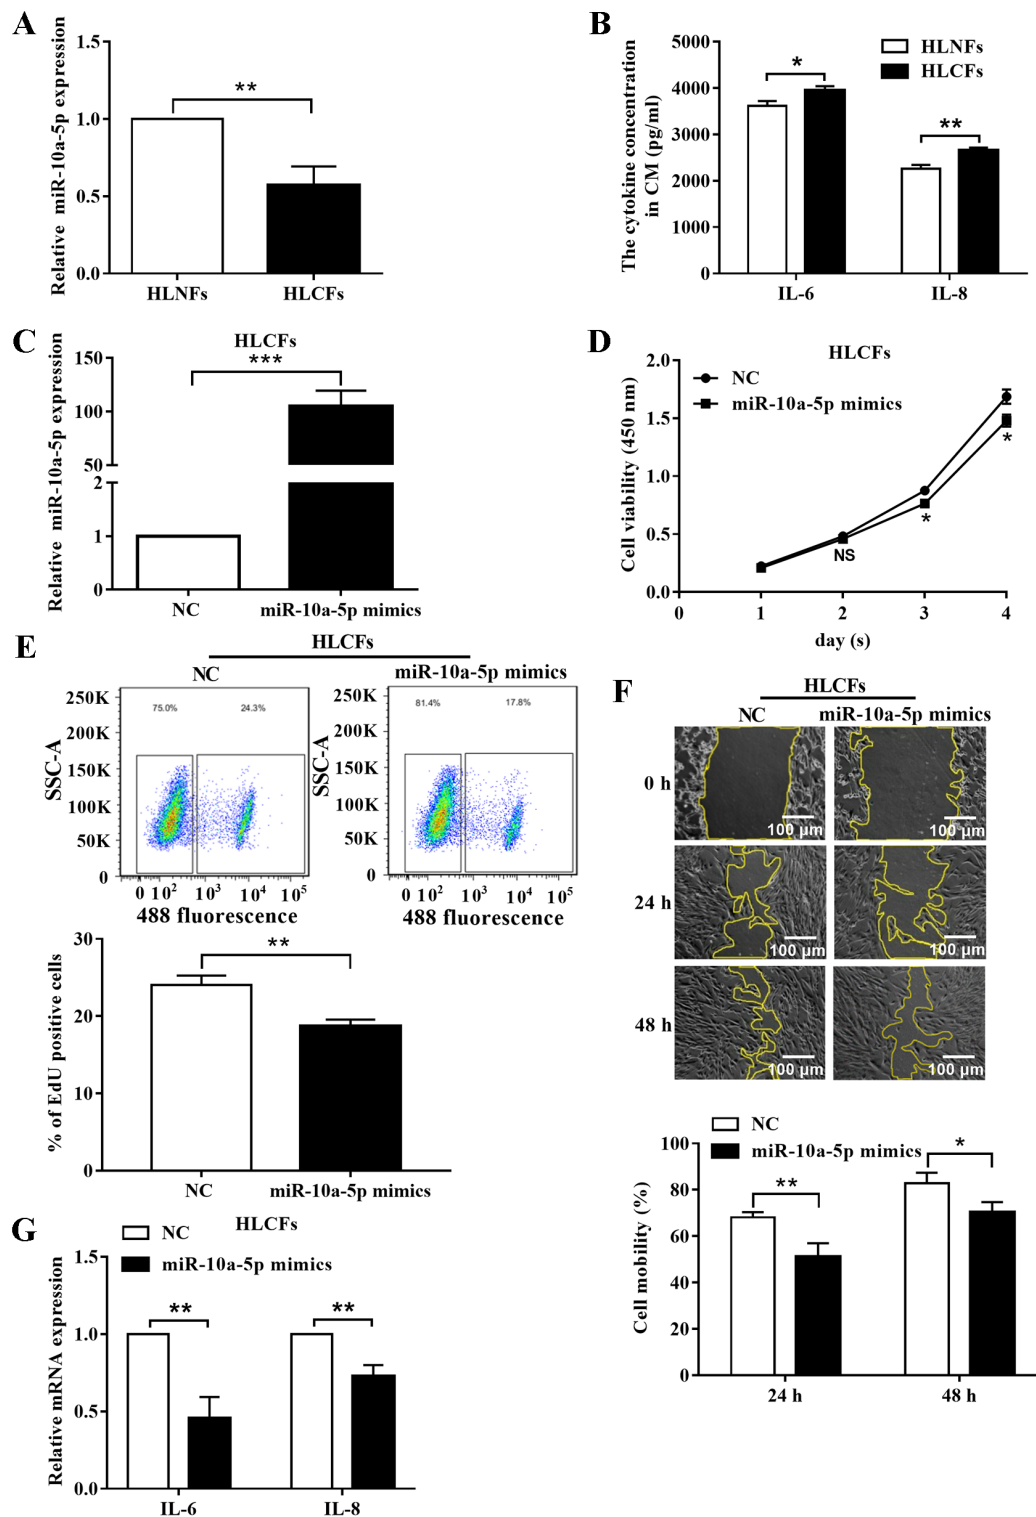 A
Relative miR-10a-5p expression
1.5
1.0
0.5
0.0
**
HLNFs
HLCFs
B
The cytokine concentration
in CM (pg/ml)
5000
4000
3000
2000
1000
0
HLNFs
HLCFs
*
**
IL-6
IL-8
C
HLCFs
***
Relative miR-10a-5p expression
150
100
50
2
1
0
NC
miR-10a-5p mimics
D
HLCFs
NC
miR-10a-5p mimics
Cell viability (450 nm)
2.0
1.5
1.0
0.5
0.0
NS
*
*
0
1
2
3
4
day (s)
E
HLCFs
NC
miR-10a-5p mimics
SSC-A
250K
200K
150K
100K
50K
0
75.0%
24.3%
0
10²
10³
10⁴
10⁵
488 fluorescence
SSC-A
250K
200K
150K
100K
50K
0
81.4%
17.8%
0
10²
10³
10⁴
10⁵
488 fluorescence
% of EdU positive cells
30
20
10
0
**
NC
miR-10a-5p mimics
F
HLCFs
NC
miR-10a-5p mimics
0 h
100 μm
100 μm
24 h
100 μm
100 μm
48 h
100 μm
100 μm
NC
miR-10a-5p mimics
Cell mobility (%)
100
80
60
40
20
0
**
*
24 h
48 h
G
HLCFs
NC
miR-10a-5p mimics
Relative mRNA expression
1.5
1.0
0.5
0.0
**
**
IL-6
IL-8